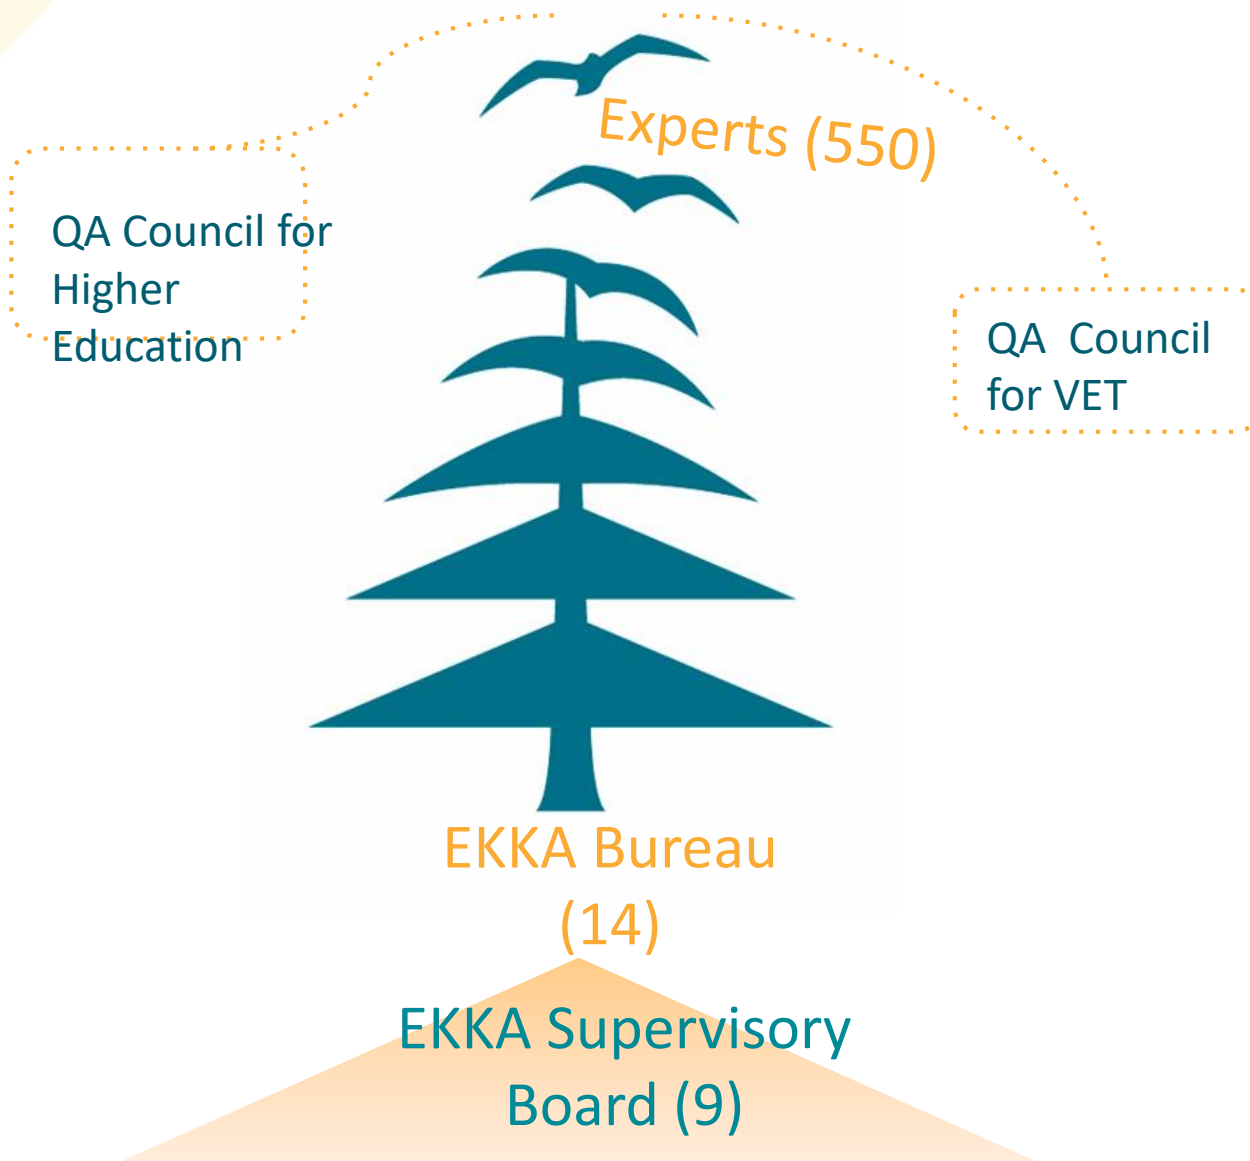 Experts (550)
QA Council for
Higher
Education
QA Council
for VET
EKKA Bureau
(14)
EKKA Supervisory
Board (9)